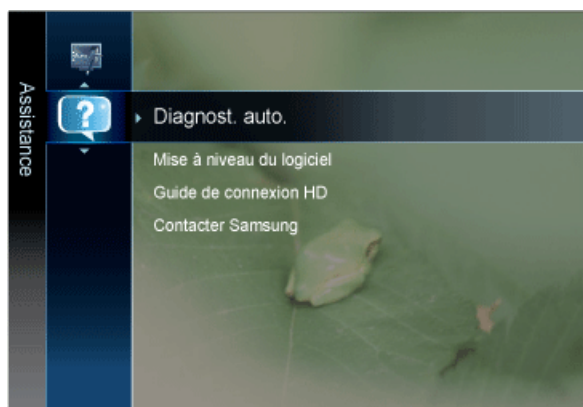 Assistance
Diagnost. auto.
Mise à niveau du logiciel
Guide de connexion HD
Contacter Samsung